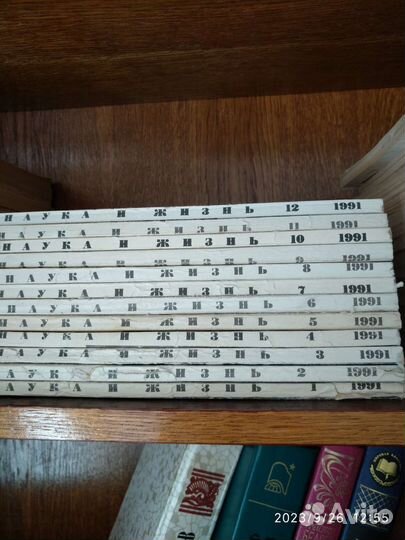 НАУКА И ЖИЗНЬ 12 1991
НАУКА И ЖИЗНЬ 11 1991
НАУКА И ЖИЗНЬ 10 1991
НАУКА И ЖИЗНЬ 9 1991
НАУКА И ЖИЗНЬ 8 1991
НАУКА И ЖИЗНЬ 7 1991
НАУКА И ЖИЗНЬ 6 1991
НАУКА И ЖИЗНЬ 5 1991
НАУКА И ЖИЗНЬ 4 1991
НАУКА И ЖИЗНЬ 3 1991
НАУКА И ЖИЗНЬ 2 1991
НАУКА И ЖИЗНЬ 1 1991
В
2023/9/26 12:55
Avito